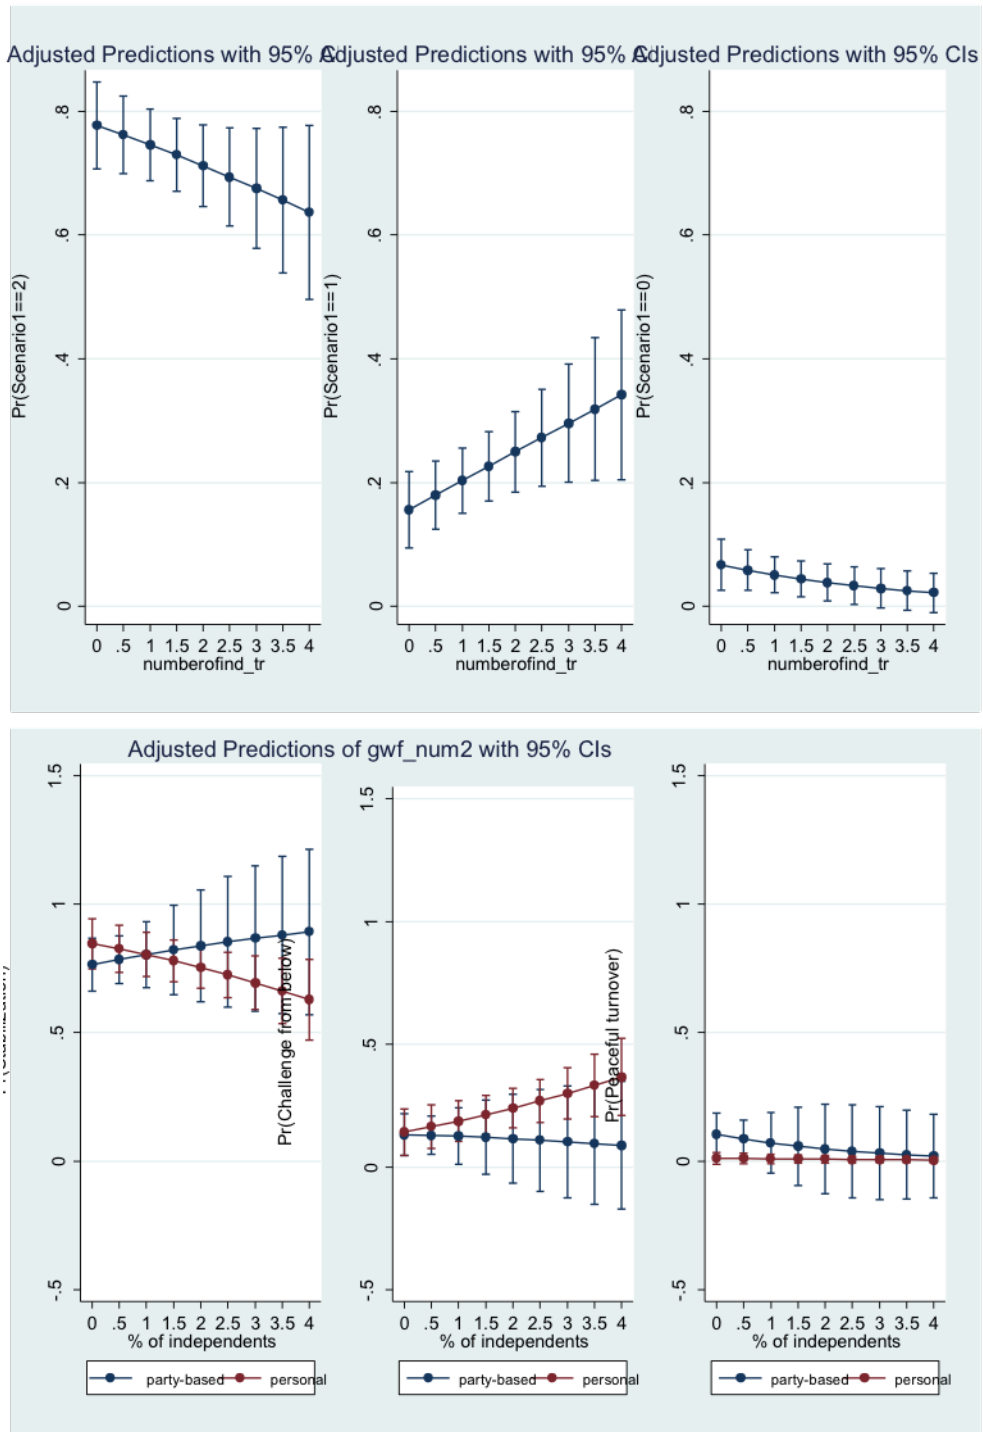 Adjusted Predictions with 95% CIs
Adjusted Predictions with 95% CIs
Adjusted Predictions with 95% CIs
Pr(Scenario1==2)
.8
.6
.4
.2
0
0 .5 1 1.5 2 2.5 3 3.5 4
numberofind_tr
Pr(Scenario1==1)
.8
.6
.4
.2
0
0 .5 1 1.5 2 2.5 3 3.5 4
numberofind_tr
Pr(Scenario1==0)
.8
.6
.4
.2
0
0 .5 1 1.5 2 2.5 3 3.5 4
numberofind_tr
Adjusted Predictions of gwf_num2 with 95% CIs
1.5
1
.5
0
-.5
0 .5 1 1.5 2 2.5 3 3.5 4
% of independents
party-based personal
Pr(Challenge from below)
1.5
1
.5
0
-.5
0 .5 1 1.5 2 2.5 3 3.5 4
% of independents
party-based personal
Pr(Peaceful turnover)
1.5
1
.5
0
-.5
0 .5 1 1.5 2 2.5 3 3.5 4
% of independents
party-based personal